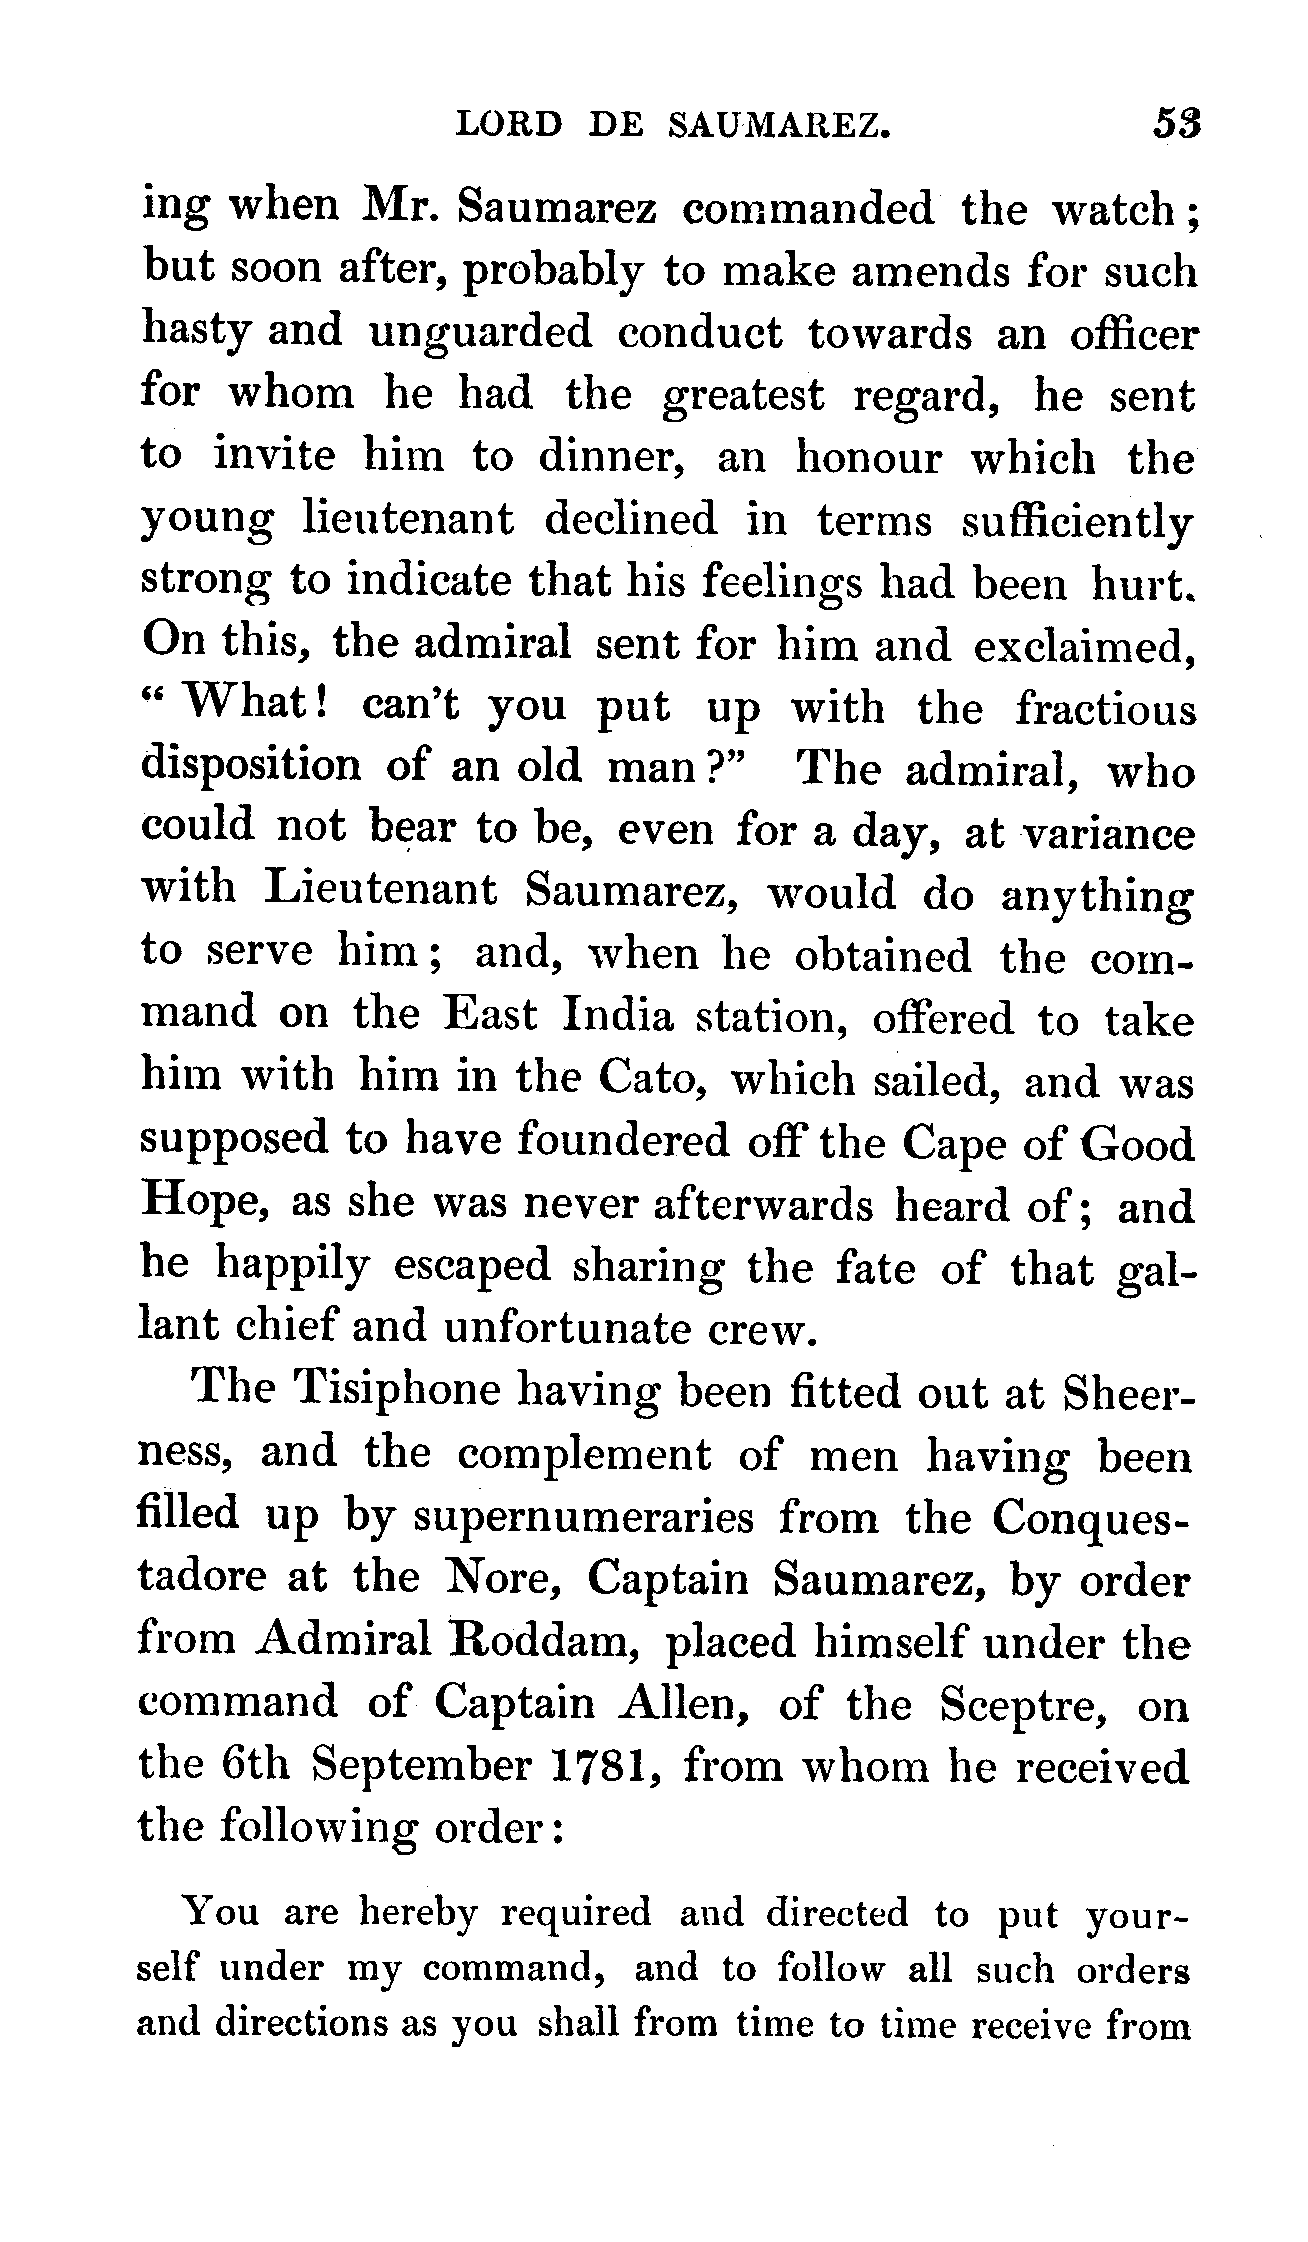 LORD DE SAUMAREZ. 53
ing when Mr. Saumarez commanded the watch;
but soon after, probably to make amends for such
hasty and unguarded conduct towards an officer
for whom he had the greatest regard, he sent
to invite him to dinner, an honour which the
young lieutenant declined in terms sufficiently
strong to indicate that his feelings had been hurt.
On this, the admiral sent for him and exclaimed,
“ What! can't you put up with the fractious
disposition of an old man?” The admiral, who
could not bear to be, even for a day, at variance
with Lieutenant Saumarez, would do anything
to serve him; and, when he obtained the com-
mand on the East India station, offered to take
him with him in the Cato, which sailed, and was
supposed to have foundered off the Cape of Good
Hope, as she was never afterwards heard of; and
he happily escaped sharing the fate of that gal-
lant chief and unfortunate crew.
The Tisiphone having been fitted out at Sheer-
ness, and the complement of men having been
filled up by supernumeraries from the Conques-
tadore at the Nore, Captain Saumarez, by order
from Admiral Roddam, placed himself under the
command of Captain Allen, of the Sceptre, on
the 6th September 1781, from whom he received
the following order:
You are hereby required and directed to put your-
self under my command, and to follow all such orders
and directions as you shall from time to time receive from